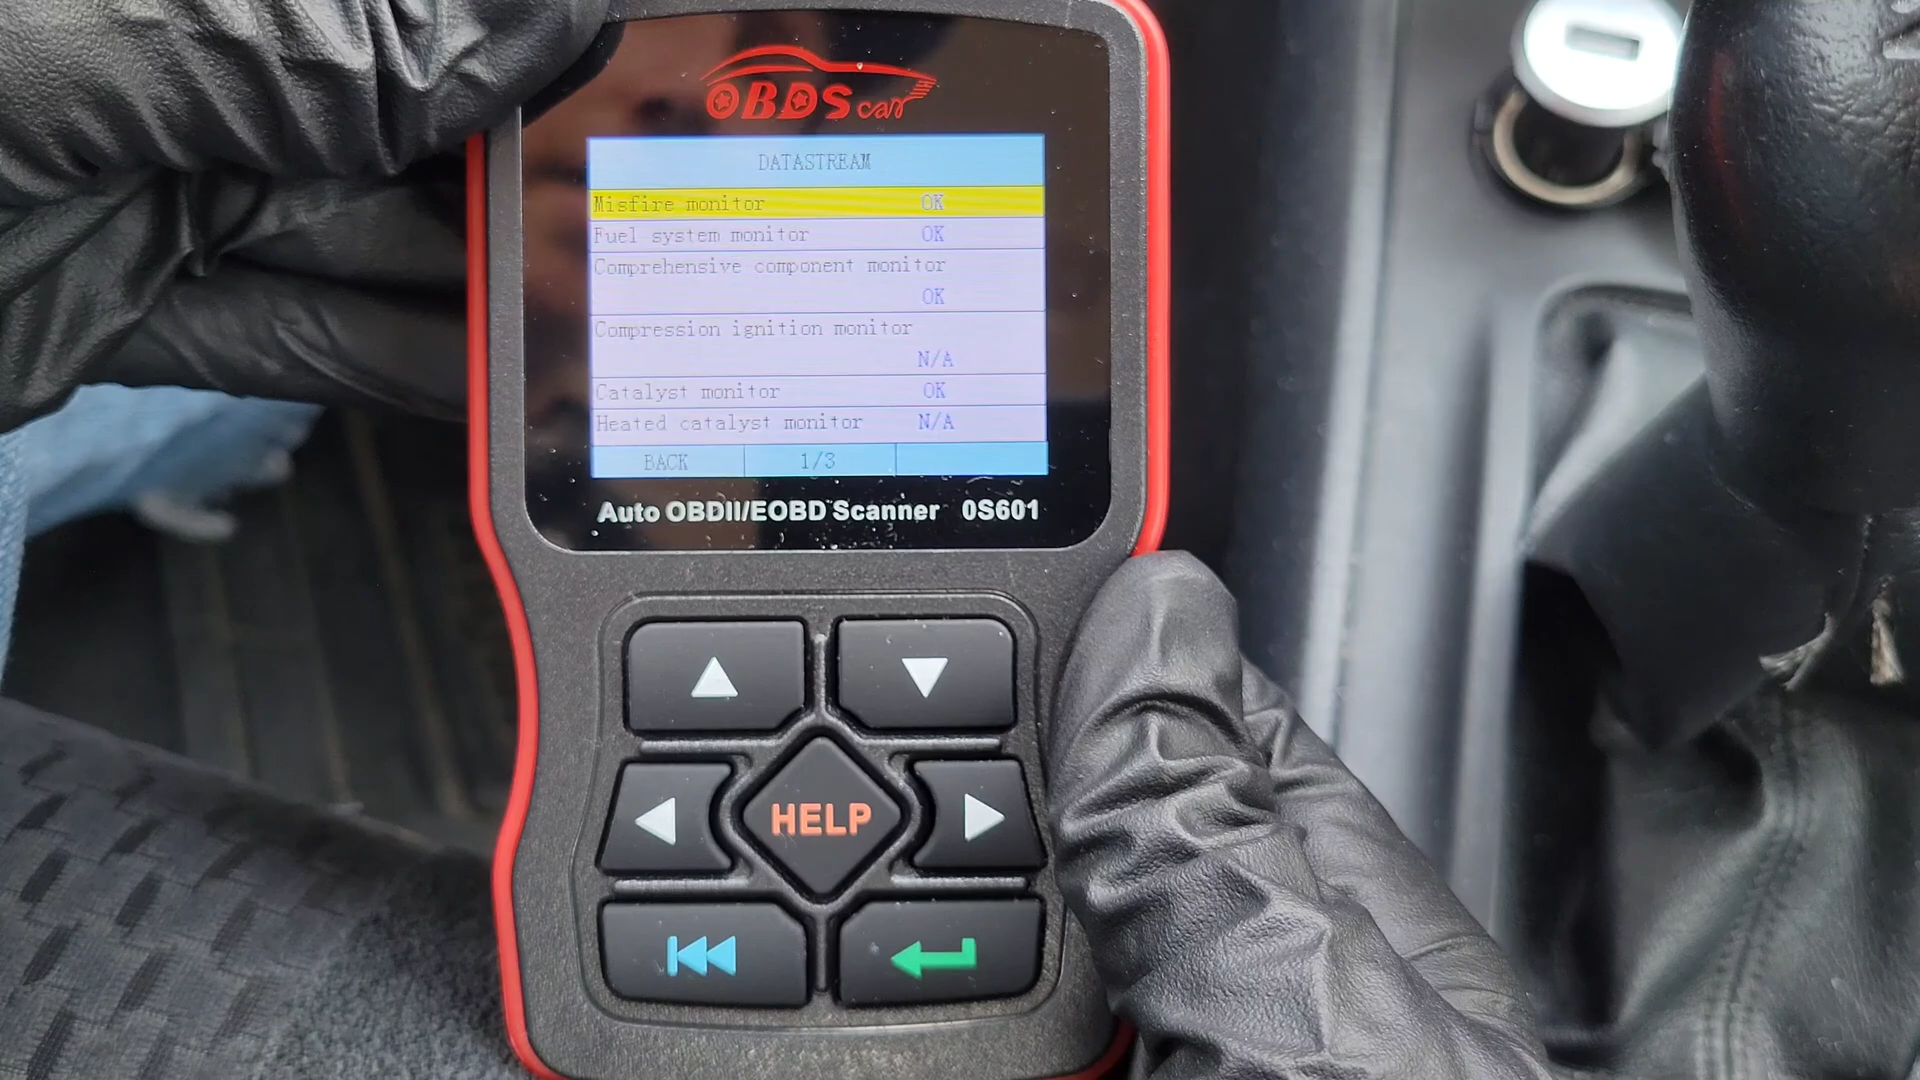 OBDScar
DATASTREAM
Misfire monitor OK
Fuel system monitor OK
Comprehensive component monitor
OK
Compression ignition monitor
N/A
Catalyst monitor OK
Heated catalyst monitor N/A
BACK 1/3
Auto OBDII/EOBD Scanner 0S601
HELP